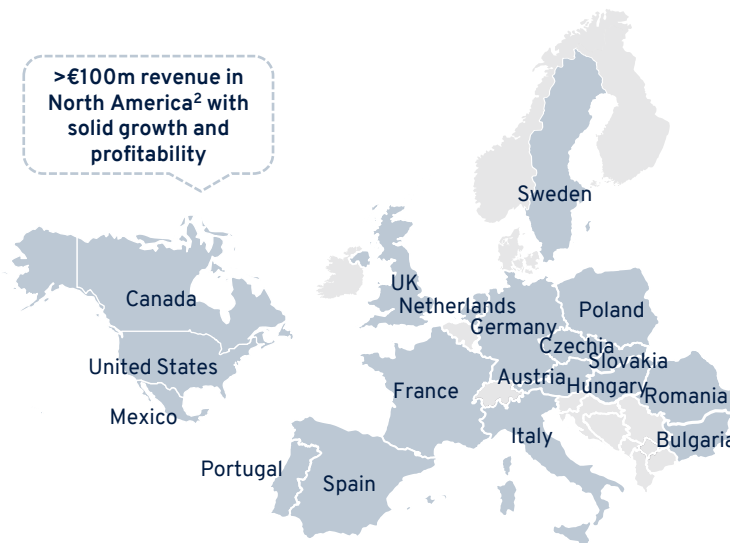 >€100m revenue in
North America² with
solid growth and
profitability
Sweden
UK
Canada
Netherlands
Poland
Germany
Czechia
Slovakia
United States
Austria
Hungary
France
Romania
Mexico
Italy
Bulgaria
Portugal
Spain